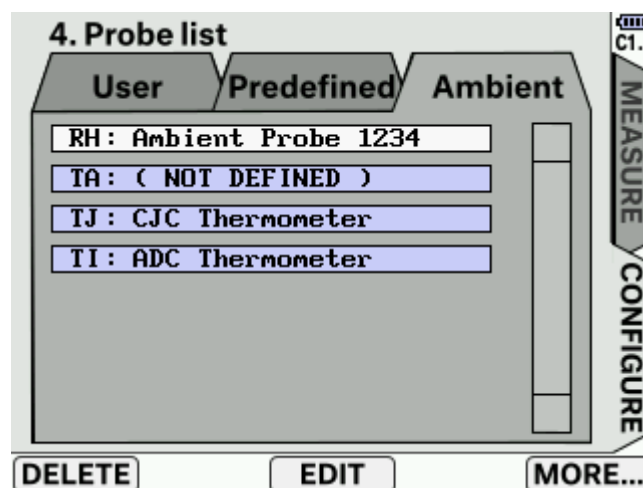 4. Probe list
C1.
User Predefined Ambient
RH: Ambient Probe 1234
TA: ( NOT DEFINED )
TJ: CJC Thermometer
TI: ADC Thermometer
MEASURE
CONFIGURE
DELETE EDIT MORE...